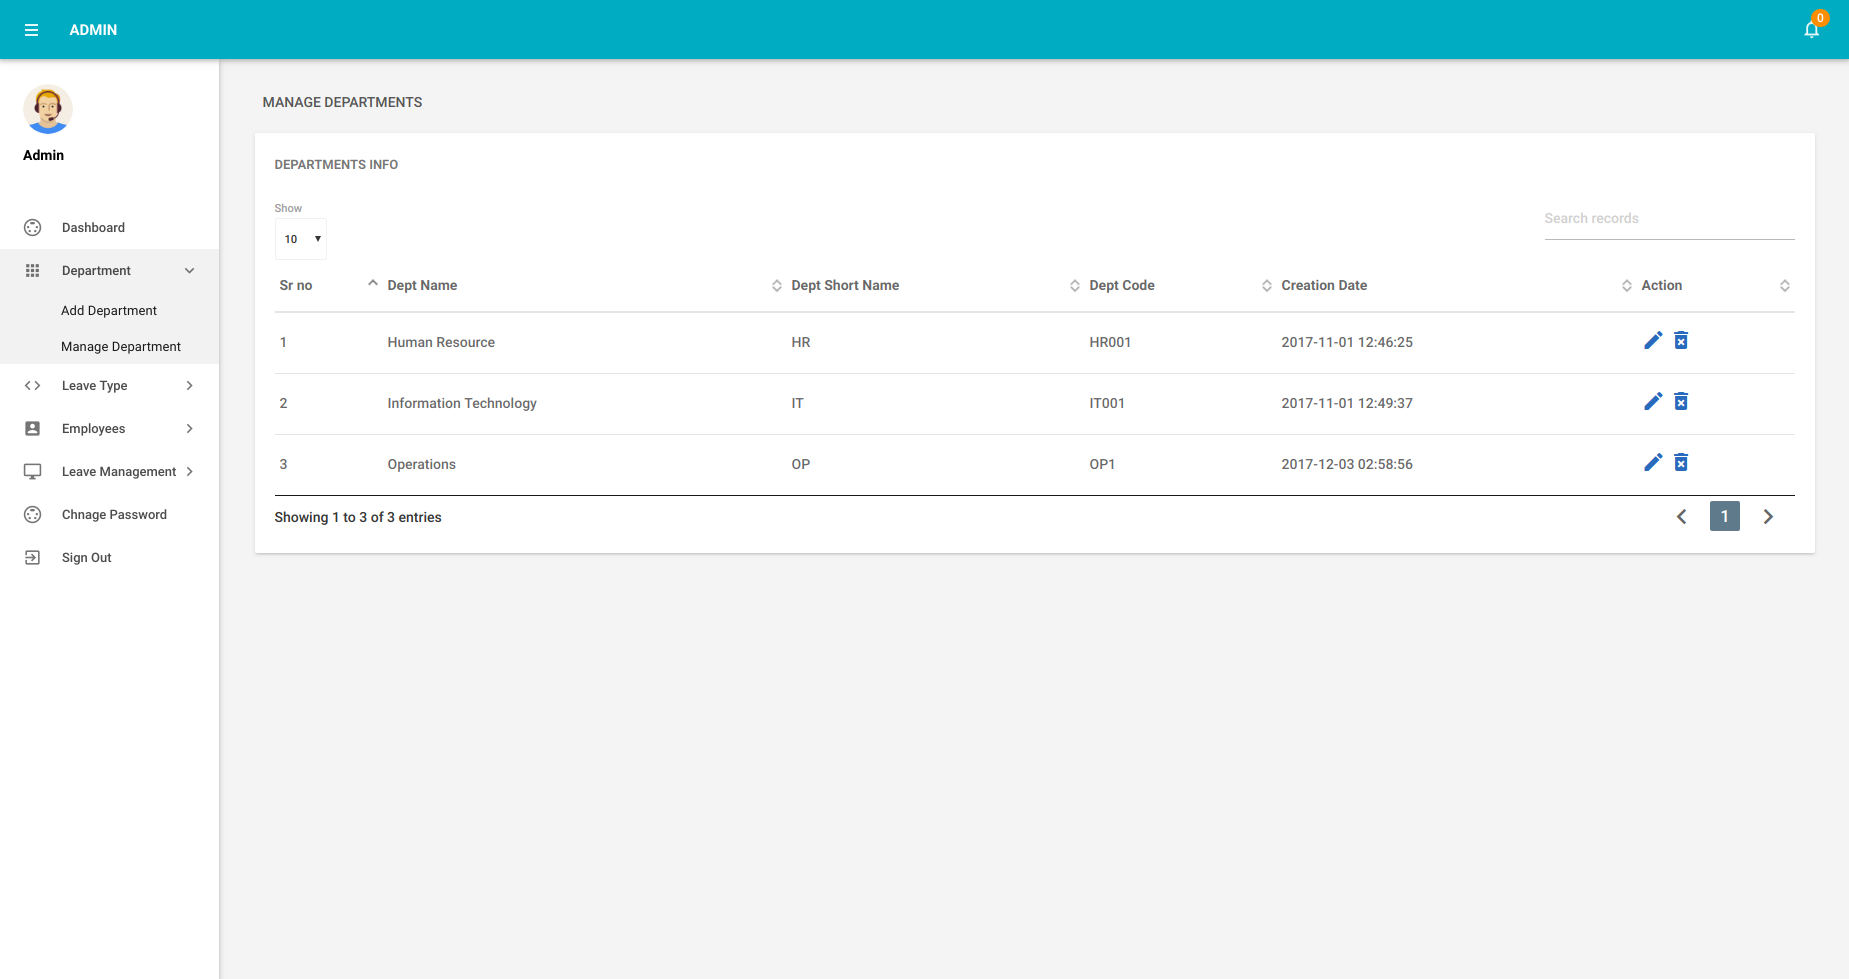 ADMIN
0
Admin
Dashboard
Department
Add Department
Manage Department
Leave Type
Employees
Leave Management
Chnage Password
Sign Out
MANAGE DEPARTMENTS
DEPARTMENTS INFO
Show
10
Search records
Sr no Dept Name Dept Short Name Dept Code Creation Date Action
1 Human Resource HR HR001 2017-11-01 12:46:25
2 Information Technology IT IT001 2017-11-01 12:49:37
3 Operations OP OP1 2017-12-03 02:58:56
Showing 1 to 3 of 3 entries
1